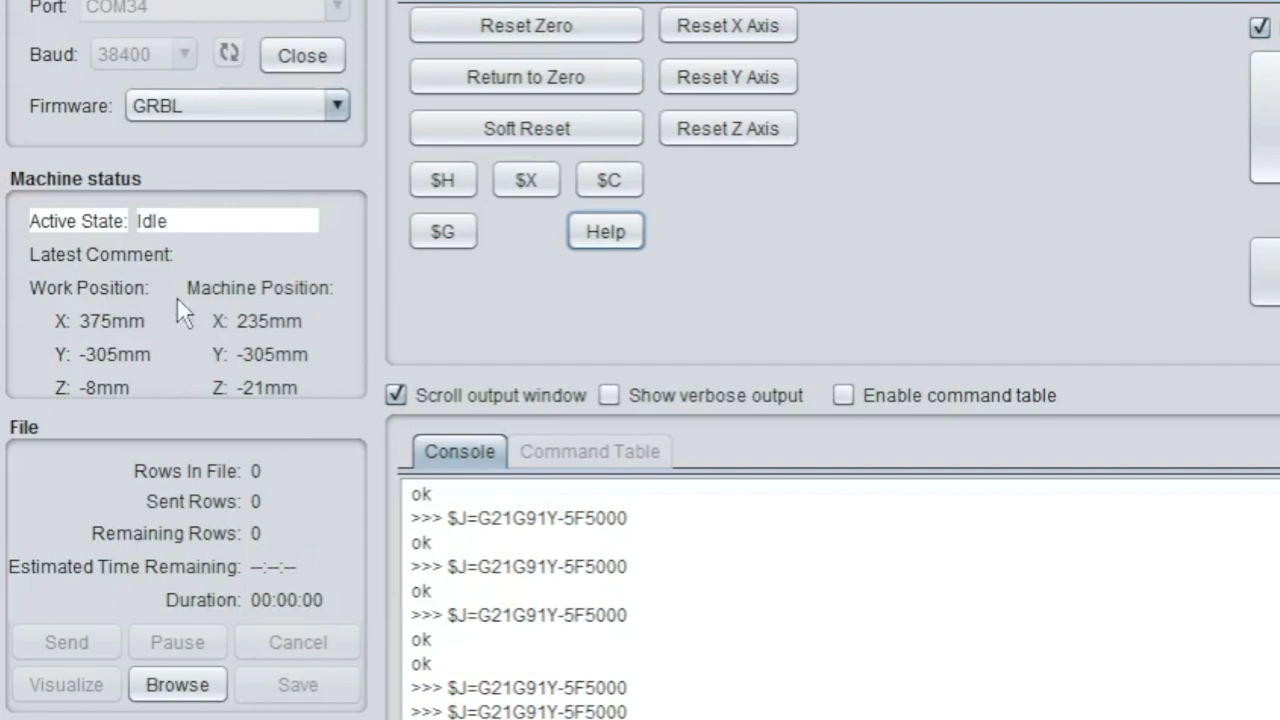 Port: COM34
Baud: 38400 Close
Firmware: GRBL
Machine status
Active State: Idle
Latest Comment:
Work Position: Machine Position:
X: 375mm X: 235mm
Y: -305mm Y: -305mm
Z: -8mm Z: -21mm
File
Rows In File: 0
Sent Rows: 0
Remaining Rows: 0
Estimated Time Remaining: --:--:--
Duration: 00:00:00
Send Pause Cancel
Visualize Browse Save
Reset Zero Reset X Axis
Return to Zero Reset Y Axis
Soft Reset Reset Z Axis
$H $X $C
$G Help
Scroll output window Show verbose output Enable command table
Console Command Table
ok
>>> $J=G21G91Y-5F5000
ok
>>> $J=G21G91Y-5F5000
ok
>>> $J=G21G91Y-5F5000
ok
ok
>>> $J=G21G91Y-5F5000
>>> $J=G21G91Y-5F5000